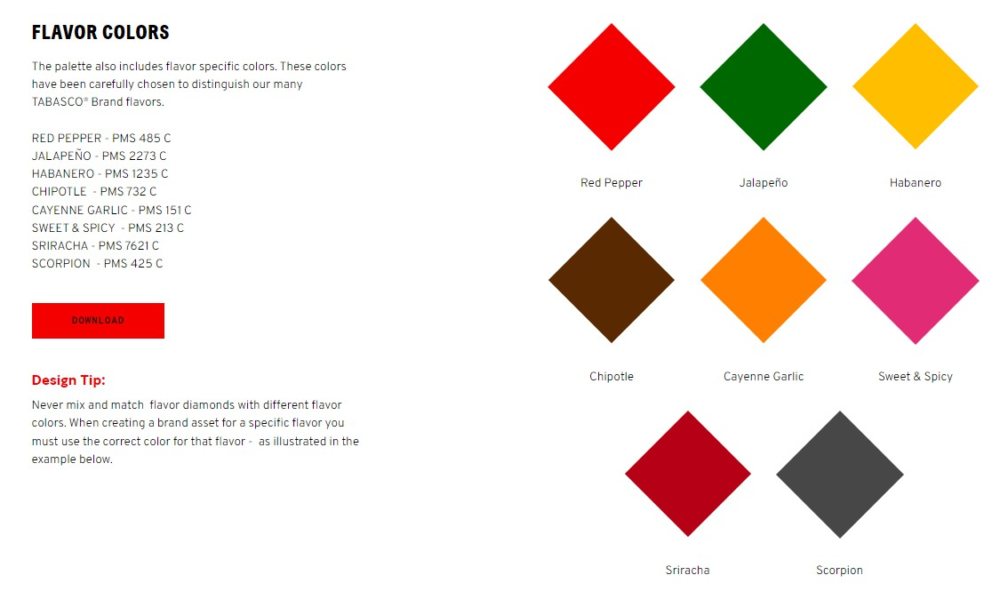 FLAVOR COLORS
The palette also includes flavor specific colors. These colors
have been carefully chosen to distinguish our many
TABASCO® Brand flavors.
RED PEPPER - PMS 485 C
JALAPEÑO - PMS 2273 C
HABANERO - PMS 1235 C
CHIPOTLE - PMS 732 C
CAYENNE GARLIC - PMS 151 C
SWEET & SPICY - PMS 213 C
SRIRACHA - PMS 7621 C
SCORPION - PMS 425 C
DOWNLOAD
Design Tip:
Never mix and match flavor diamonds with different flavor
colors. When creating a brand asset for a specific flavor you
must use the correct color for that flavor - as illustrated in the
example below.
Red Pepper Jalapeño Habanero
Chipotle Cayenne Garlic Sweet & Spicy
Sriracha Scorpion